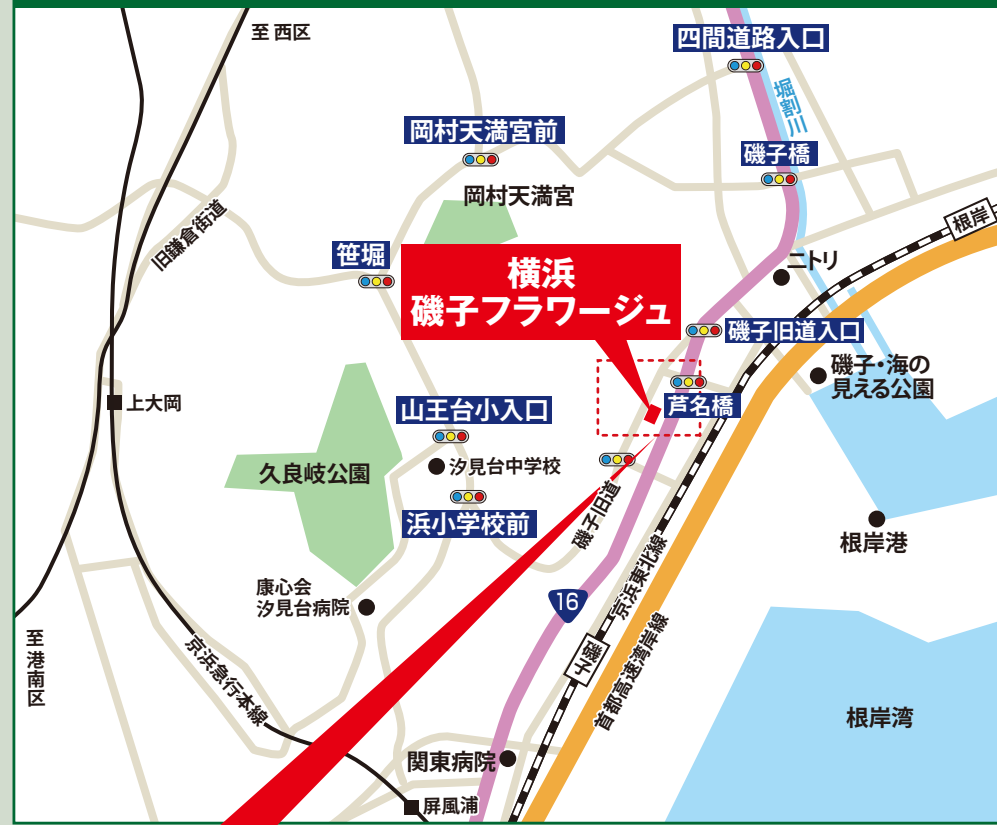 至 西区
四間道路入口
堀割川
岡村天満宮前
磯子橋
岡村天満宮
旧鎌倉街道
根岸
笹堀
横浜
磯子フラワージュ
ニトリ
磯子旧道入口
磯子・海の
見える公園
上大岡
芦名橋
山王台小入口
久良岐公園
汐見台中学校
浜小学校前
磯子旧道
根岸港
京浜東北線
康心会
汐見台病院
16
至港南区
京浜急行本線
磯子
首都高速湾岸線
根岸湾
関東病院
屏風浦